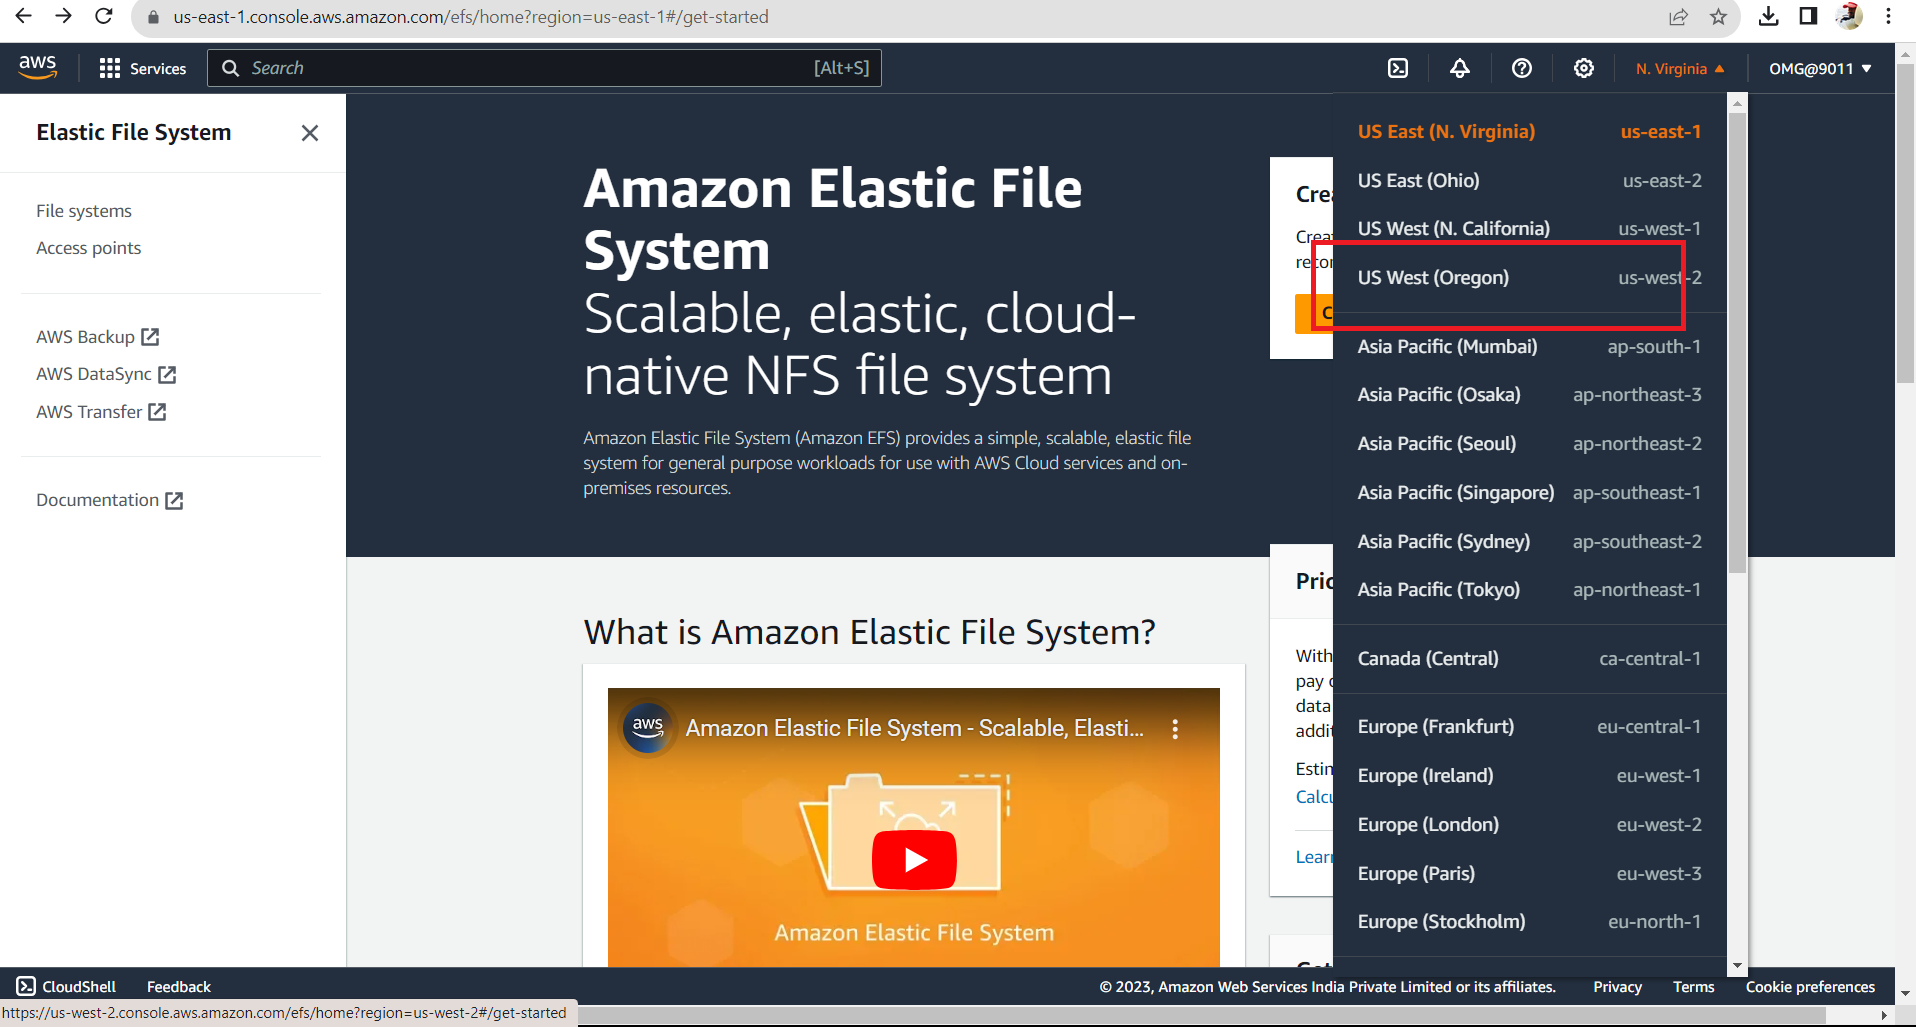 us-east-1.console.aws.amazon.com/efs/home?region=us-east-1#/get-started
aws
Services
Search
[Alt+S]
N. Virginia
OMG@9011
Elastic File System
File systems
Access points
AWS Backup
AWS DataSync
AWS Transfer
Documentation
Amazon Elastic File
System
Scalable, elastic, cloud-
native NFS file system
Amazon Elastic File System (Amazon EFS) provides a simple, scalable, elastic file
system for general purpose workloads for use with AWS Cloud services and on-
premises resources.
What is Amazon Elastic File System?
aws
Amazon Elastic File System - Scalable, Elasti...
Amazon Elastic File System
Cre
Crea
reco
C
Pric
With
pay
data
addit
Estin
Calcu
Learn
US East (N. Virginia) us-east-1
US East (Ohio) us-east-2
US West (N. California) us-west-1
US West (Oregon) us-west-2
Asia Pacific (Mumbai) ap-south-1
Asia Pacific (Osaka) ap-northeast-3
Asia Pacific (Seoul) ap-northeast-2
Asia Pacific (Singapore) ap-southeast-1
Asia Pacific (Sydney) ap-southeast-2
Asia Pacific (Tokyo) ap-northeast-1
Canada (Central) ca-central-1
Europe (Frankfurt) eu-central-1
Europe (Ireland) eu-west-1
Europe (London) eu-west-2
Europe (Paris) eu-west-3
Europe (Stockholm) eu-north-1
CloudShell
Feedback
© 2023, Amazon Web Services India Private Limited or its affiliates.
Privacy
Terms
Cookie preferences
https://us-west-2.console.aws.amazon.com/efs/home?region=us-west-2#/get-started